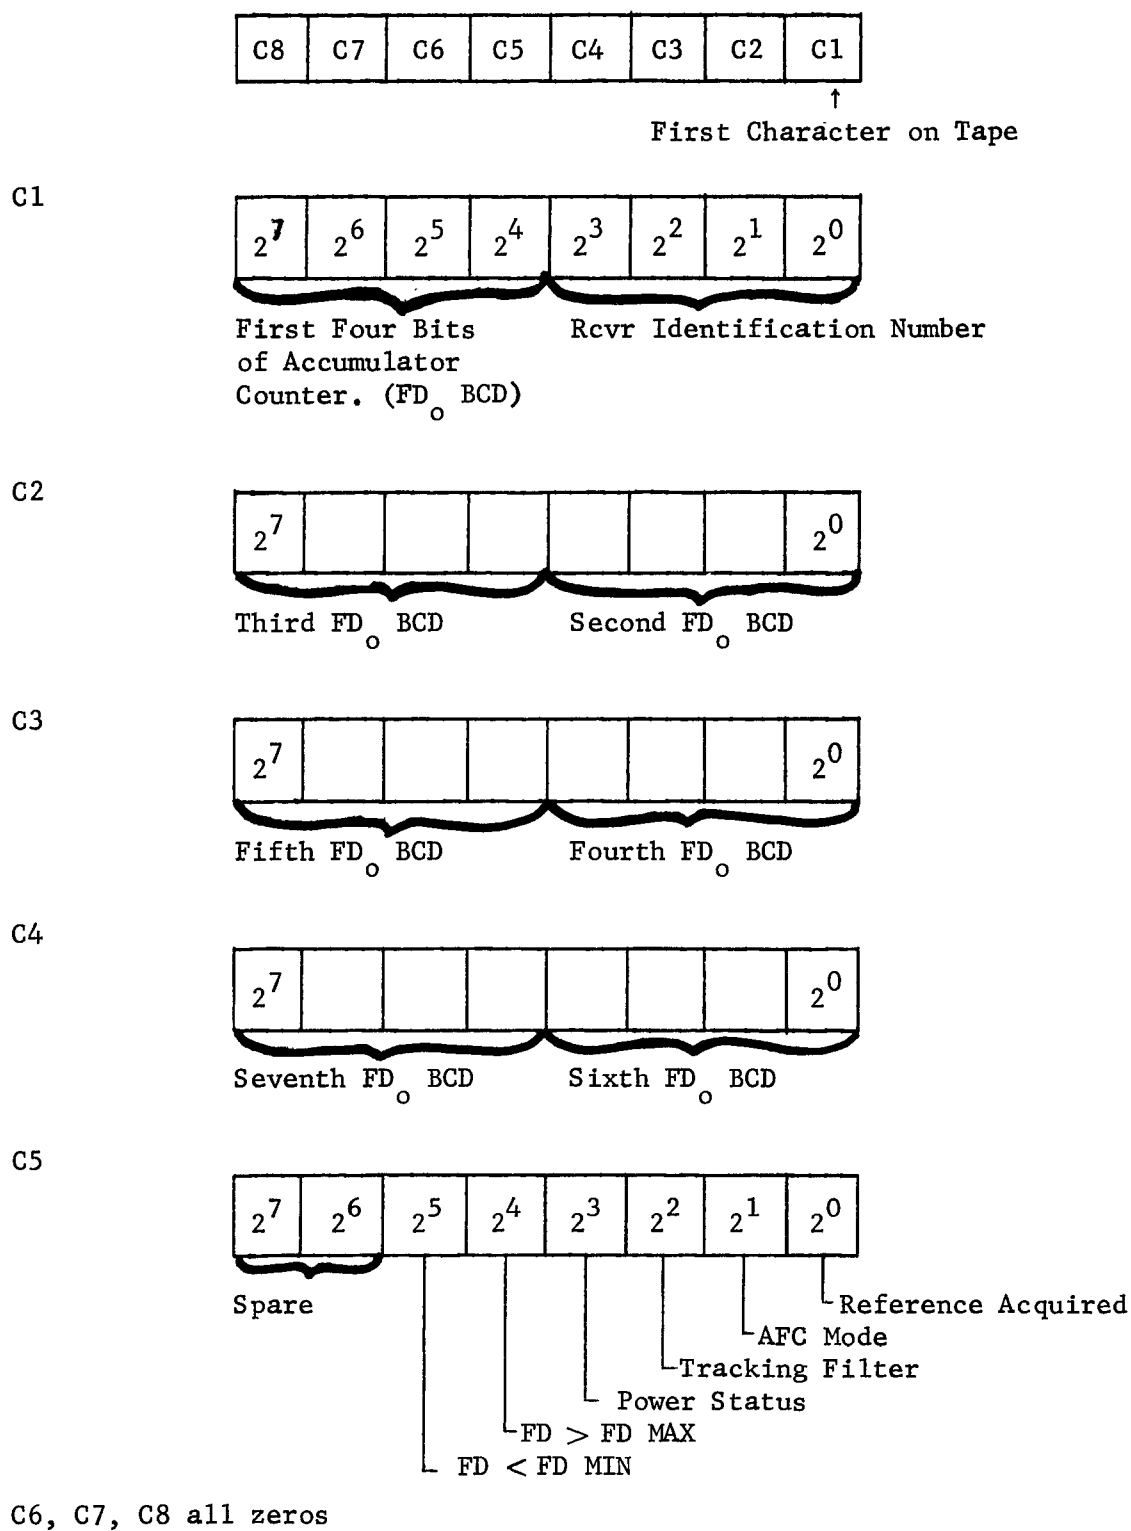 C8 C7 C6 C5 C4 C3 C2 C1
↑
First Character on Tape
C1
2^7 2^6 2^5 2^4 2^3 2^2 2^1 2^0
First Four Bits Rcvr Identification Number
of Accumulator
Counter. (FD_o BCD)
C2
2^7 2^0
Third FD_o BCD Second FD_o BCD
C3
2^7 2^0
Fifth FD_o BCD Fourth FD_o BCD
C4
2^7 2^0
Seventh FD_o BCD Sixth FD_o BCD
C5
2^7 2^6 2^5 2^4 2^3 2^2 2^1 2^0
Spare Reference Acquired
AFC Mode
Tracking Filter
Power Status
FD > FD MAX
FD < FD MIN
C6, C7, C8 all zeros